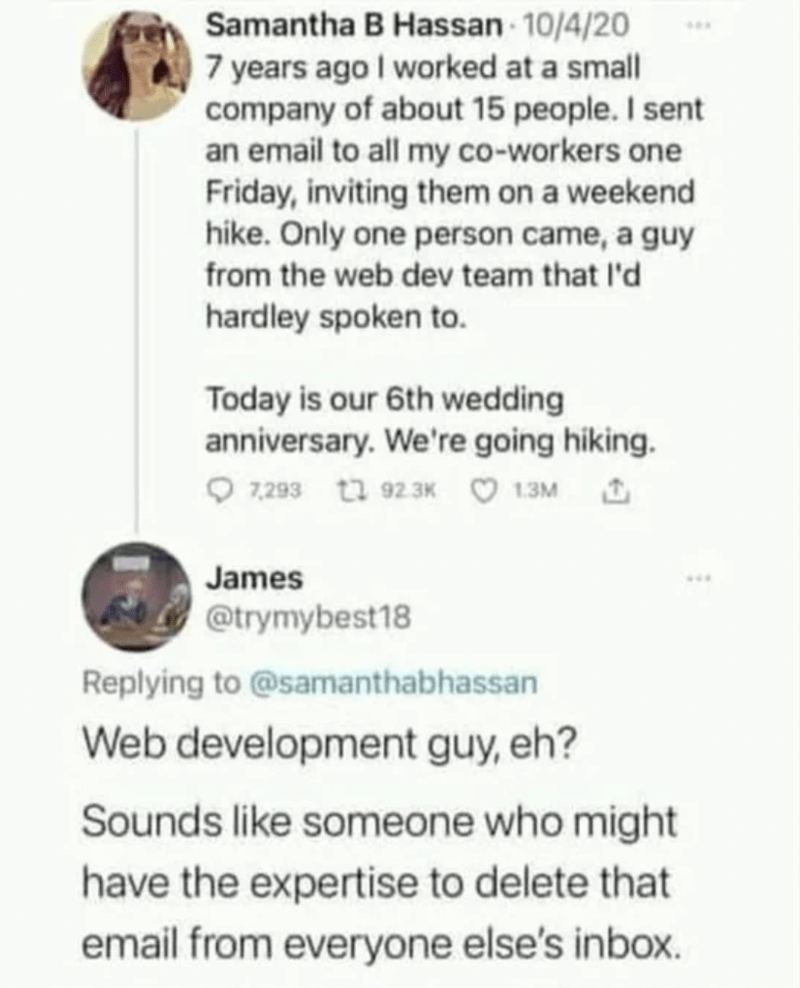 Samantha B Hassan · 10/4/20 ...
7 years ago I worked at a small
company of about 15 people. I sent
an email to all my co-workers one
Friday, inviting them on a weekend
hike. Only one person came, a guy
from the web dev team that I'd
hardley spoken to.
Today is our 6th wedding
anniversary. We're going hiking.
7,293 92.3K 1.3M
James ...
@trymybest18
Replying to @samanthabhassan
Web development guy, eh?
Sounds like someone who might
have the expertise to delete that
email from everyone else's inbox.